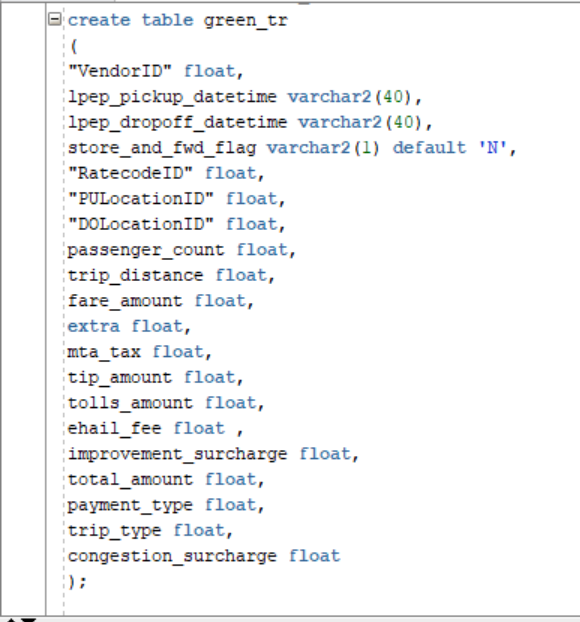 create table green_tr
(
"VendorID" float,
lpep_pickup_datetime varchar2(40),
lpep_dropoff_datetime varchar2(40),
store_and_fwd_flag varchar2(1) default 'N',
"RatecodeID" float,
"PULocationID" float,
"DOLocationID" float,
passenger_count float,
trip_distance float,
fare_amount float,
extra float,
mta_tax float,
tip_amount float,
tolls_amount float,
ehail_fee float ,
improvement_surcharge float,
total_amount float,
payment_type float,
trip_type float,
congestion_surcharge float
);